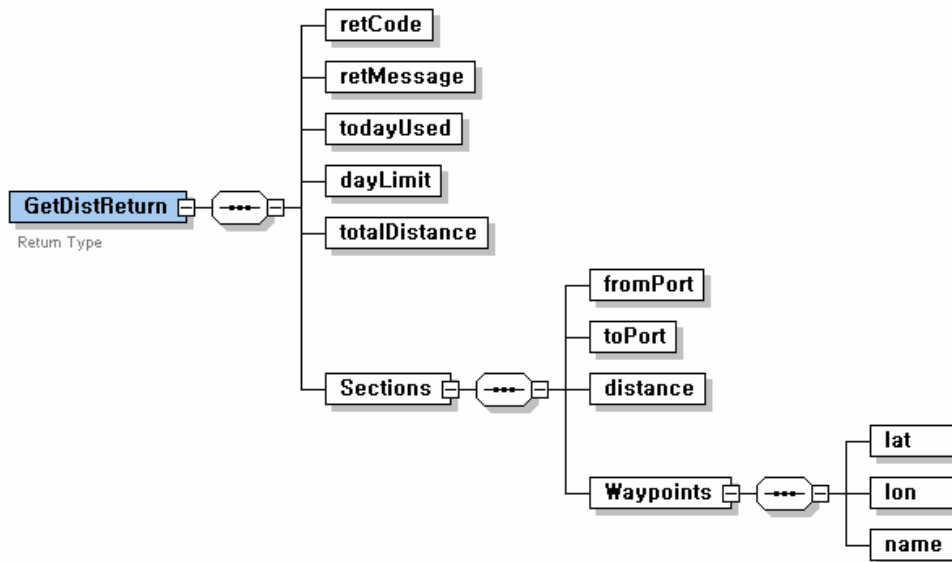 retCode
retMessage
todayUsed
dayLimit
GetDistReturn
Return Type
totalDistance
fromPort
toPort
Sections
distance
lat
Waypoints
lon
name